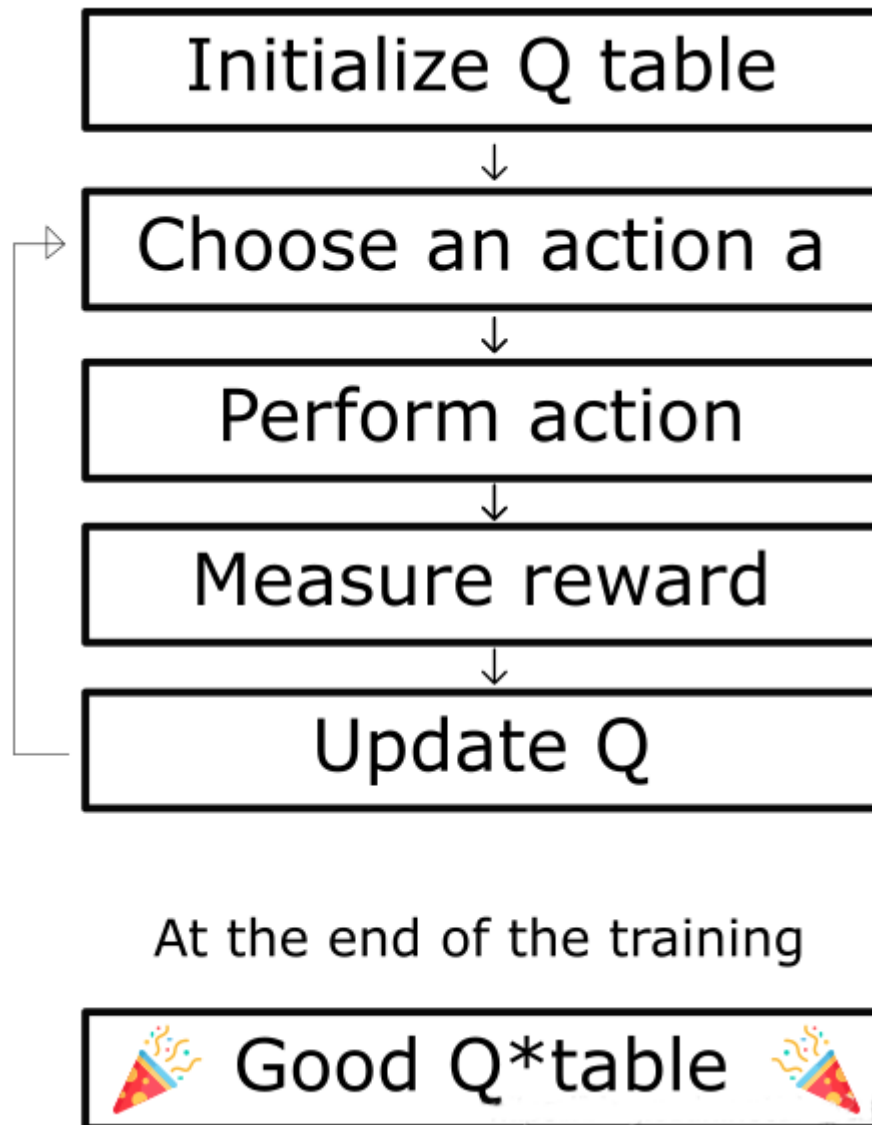 Initialize Q table
Choose an action a
Perform action
Measure reward
Update Q
At the end of the training
Good Q*table